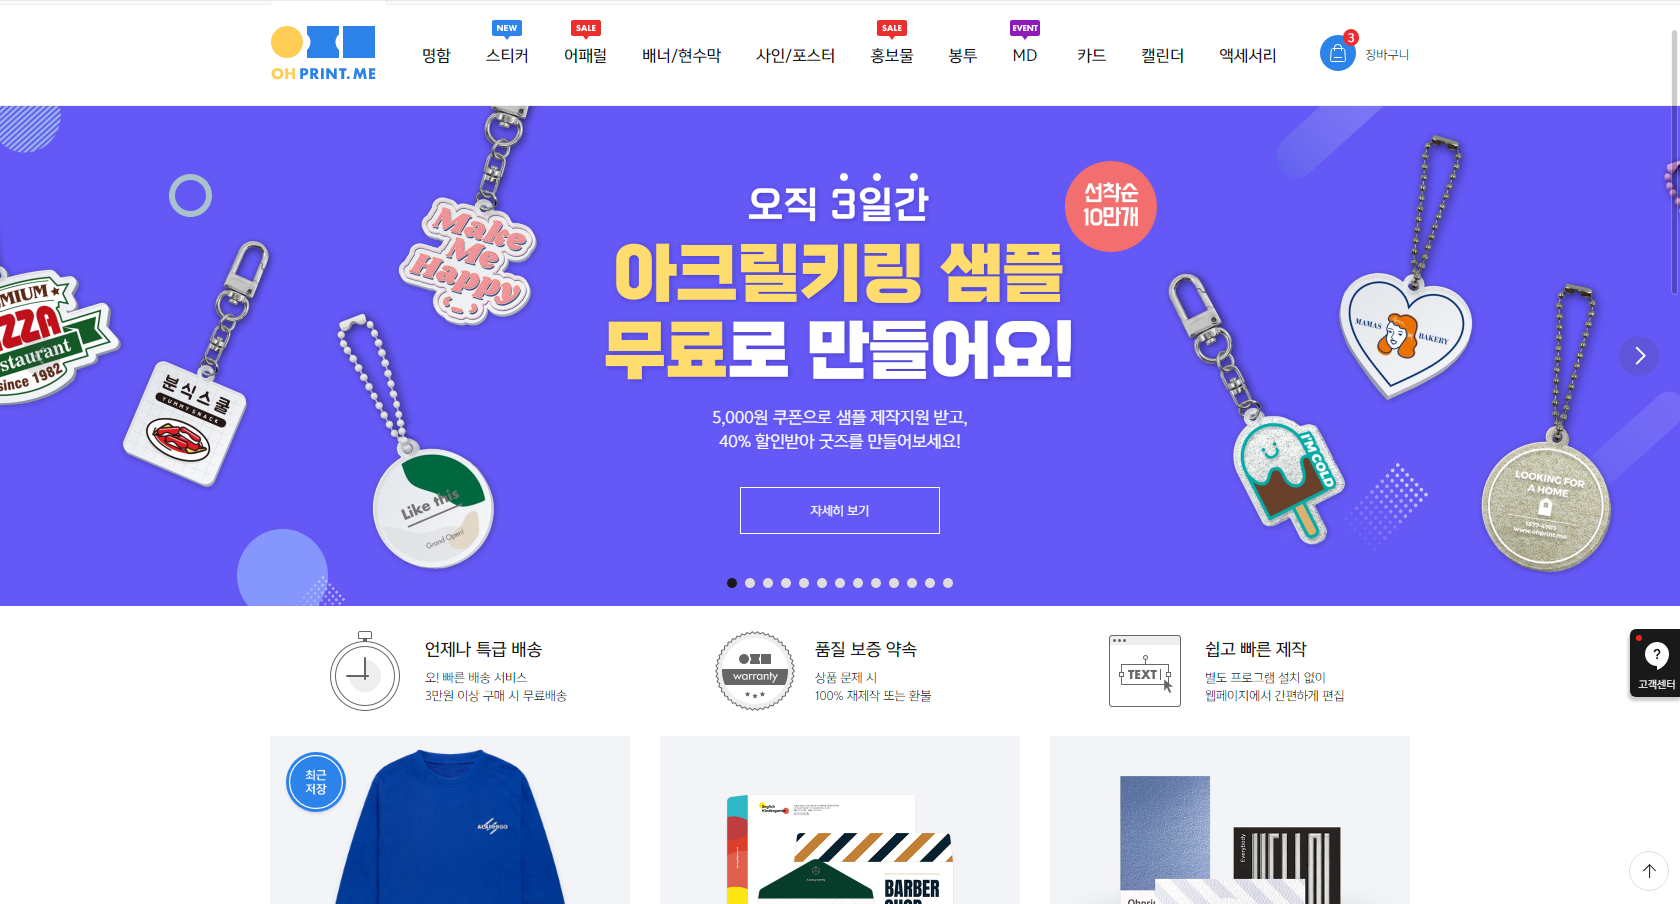 OH PRINT.ME
명함
NEW
스티커
SALE
어패럴
배너/현수막
사인/포스터
SALE
홍보물
봉투
EVENT
MD
카드
캘린더
액세서리
3
장바구니
오직 3일간
선착순
10만개
아크릴키링 샘플
무료로 만들어요!
5,000원 쿠폰으로 샘플 제작지원 받고,
40% 할인받아 굿즈를 만들어보세요!
자세히 보기
MIUM
ZZA
staurant
since 1982
분식스쿨
YUMMY SNACK
Make
Me
Happy
Like this
Grand Open!
I'M COLD
MAMAS
BAKERY
LOOKING FOR
A HOME
1577-4703
www.ohprint.me
언제나 특급 배송
오! 빠른 배송 서비스
3만원 이상 구매 시 무료배송
warranty
품질 보증 약속
상품 문제 시
100% 재제작 또는 환불
TEXT
쉽고 빠른 제작
별도 프로그램 설치 없이
웹페이지에서 간편하게 편집
?
고객센터
최근
저장
English
Kindergarten
BARBER
Everybody